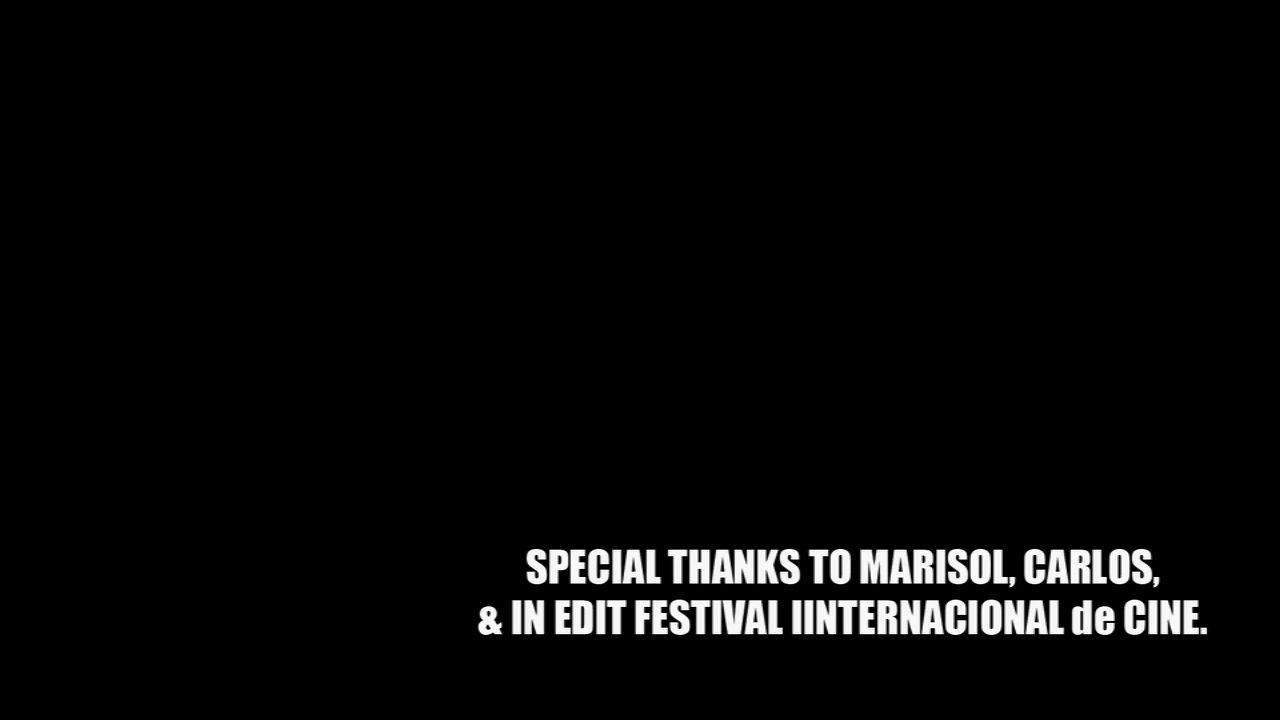 SPECIAL THANKS TO MARISOL, CARLOS,
& IN EDIT FESTIVAL IINTERNACIONAL de CINE.